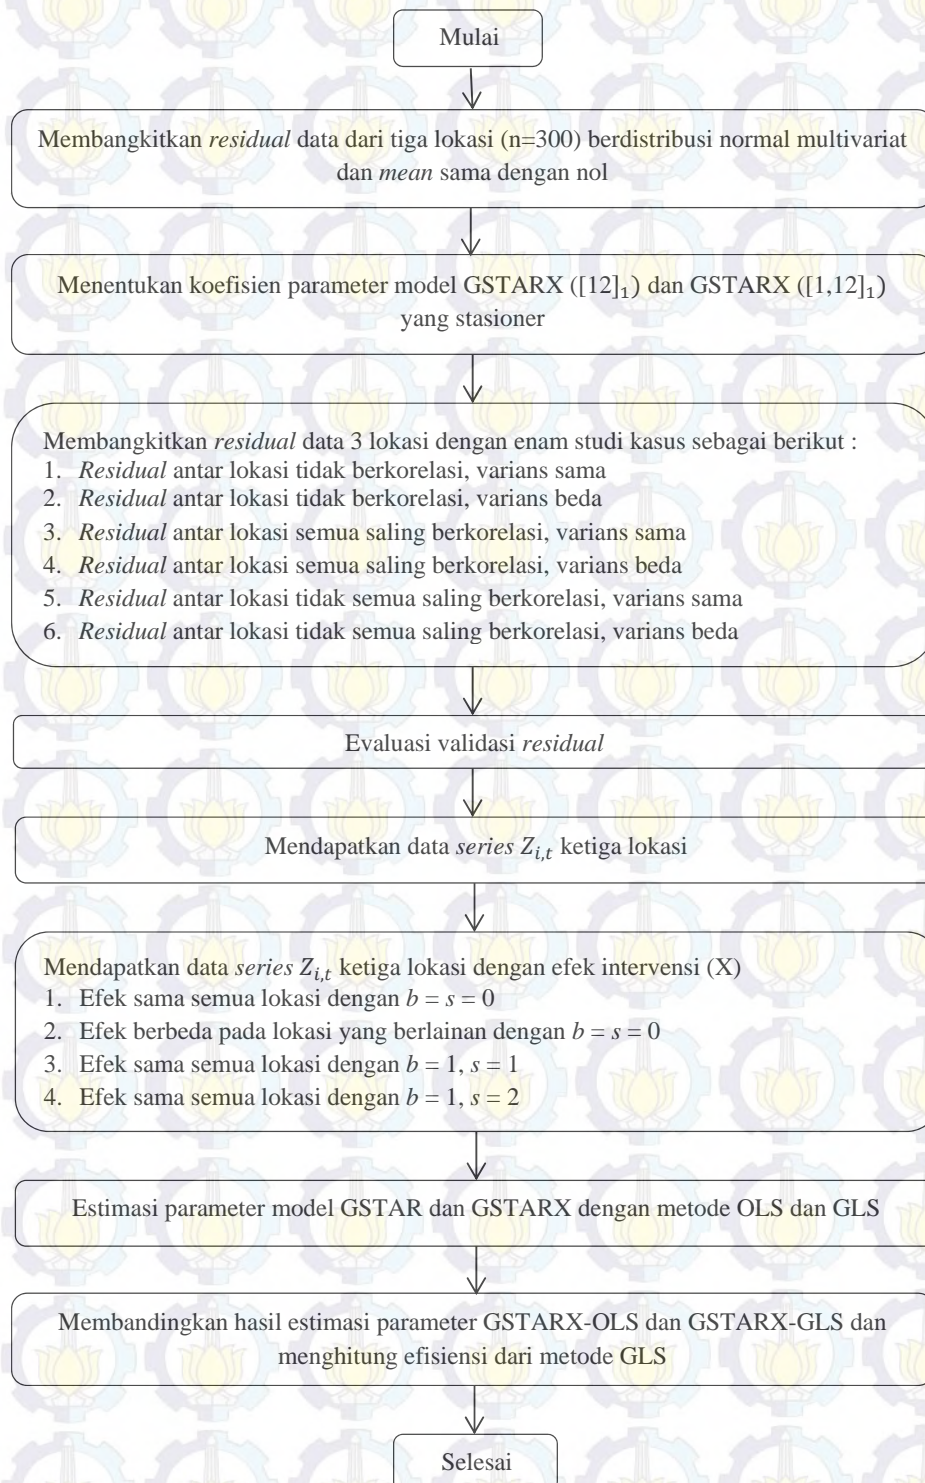 Mulai
Membangkitkan residual data dari tiga lokasi (n=300) berdistribusi normal multivariat
dan mean sama dengan nol
Menentukan koefisien parameter model GSTARX ([12]₁) dan GSTARX ([1,12]₁)
yang stasioner
Membangkitkan residual data 3 lokasi dengan enam studi kasus sebagai berikut :
1. Residual antar lokasi tidak berkorelasi, varians sama
2. Residual antar lokasi tidak berkorelasi, varians beda
3. Residual antar lokasi semua saling berkorelasi, varians sama
4. Residual antar lokasi semua saling berkorelasi, varians beda
5. Residual antar lokasi tidak semua saling berkorelasi, varians sama
6. Residual antar lokasi tidak semua saling berkorelasi, varians beda
Evaluasi validasi residual
Mendapatkan data series Z_{i,t} ketiga lokasi
Mendapatkan data series Z_{i,t} ketiga lokasi dengan efek intervensi (X)
1. Efek sama semua lokasi dengan b = s = 0
2. Efek berbeda pada lokasi yang berlainan dengan b = s = 0
3. Efek sama semua lokasi dengan b = 1, s = 1
4. Efek sama semua lokasi dengan b = 1, s = 2
Estimasi parameter model GSTAR dan GSTARX dengan metode OLS dan GLS
Membandingkan hasil estimasi parameter GSTARX-OLS dan GSTARX-GLS dan
menghitung efisiensi dari metode GLS
Selesai